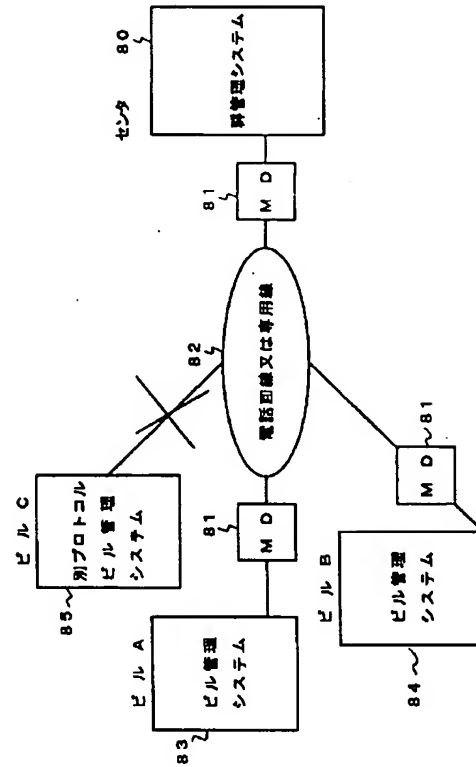 ビル C
別プロトコル
ビル管理
システム
85
センタ
80
群管理システム
81
M D
82
電話回線又は専用線
ビル A
ビル管理
システム
83
81
M D
ビル B
ビル管理
システム
84
M D
81